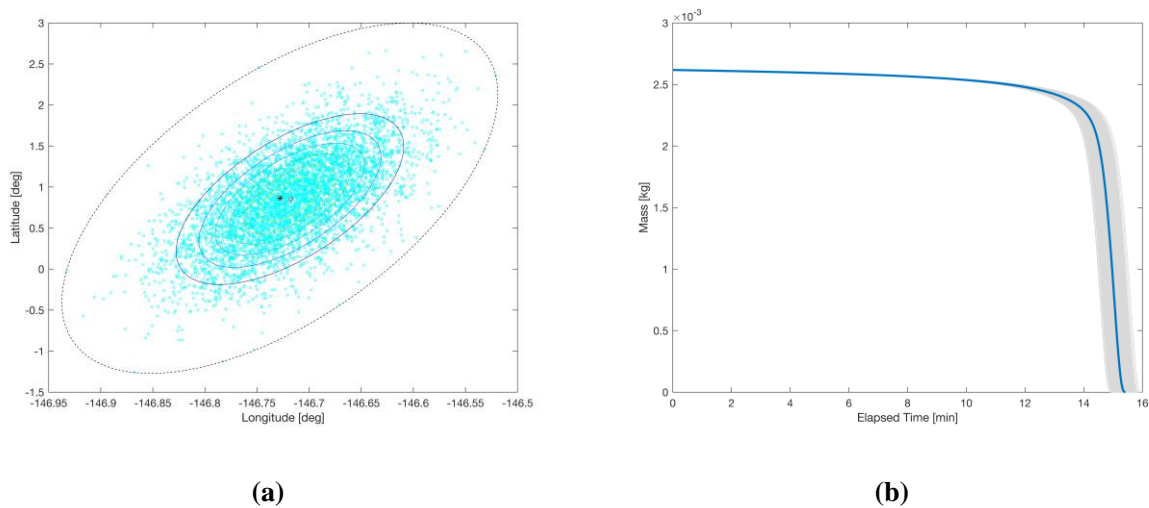 3
2.5
2
1.5
1
0.5
0
-0.5
-1
-1.5
Latitude [deg]
-146.95 -146.9 -146.85 -146.8 -146.75 -146.7 -146.65 -146.6 -146.55 -146.5
Longitude [deg]
(a)
×10⁻³
3
2.5
2
1.5
1
0.5
0
Mass [kg]
0 2 4 6 8 10 12 14 16
Elapsed Time [min]
(b)